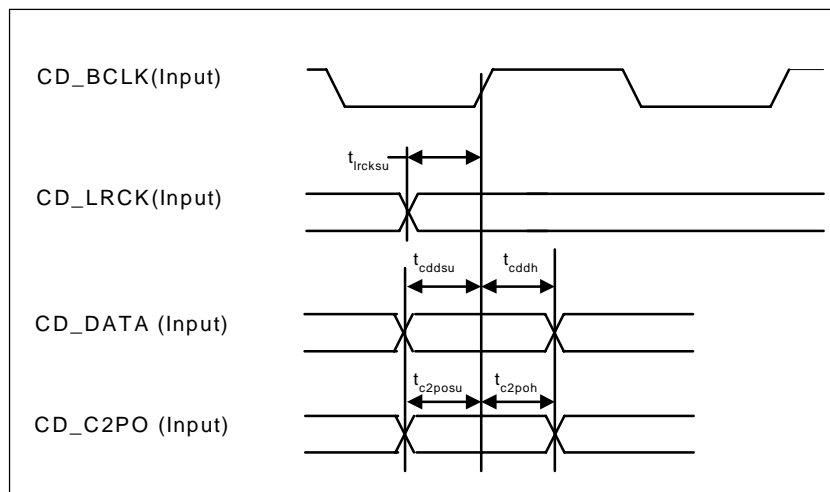 CD_BCLK(Input)
t_lrcksu
CD_LRCK(Input)
t_cddsu t_cddh
CD_DATA (Input)
t_c2posu t_c2poh
CD_C2PO (Input)